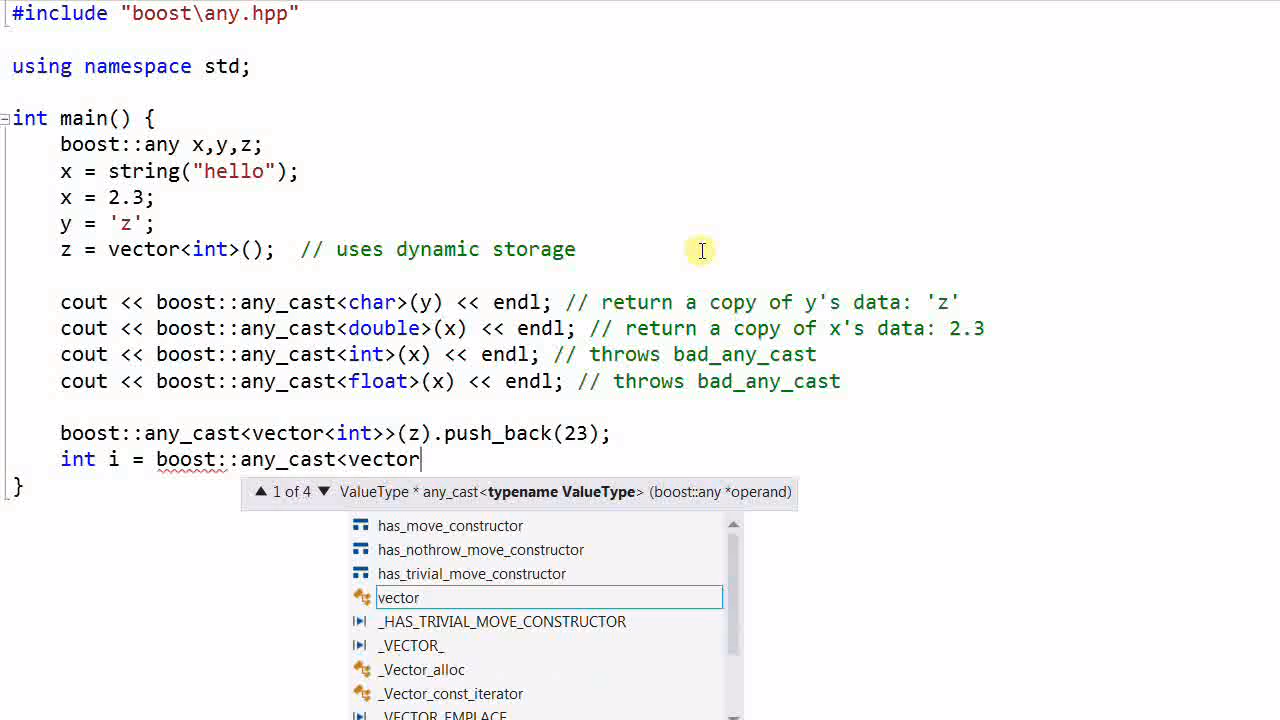 #include "boost\any.hpp"
using namespace std;
int main() {
boost::any x,y,z;
x = string("hello");
x = 2.3;
y = 'z';
z = vector<int>(); // uses dynamic storage
cout << boost::any_cast<char>(y) << endl; // return a copy of y's data: 'z'
cout << boost::any_cast<double>(x) << endl; // return a copy of x's data: 2.3
cout << boost::any_cast<int>(x) << endl; // throws bad_any_cast
cout << boost::any_cast<float>(x) << endl; // throws bad_any_cast
boost::any_cast<vector<int>>(z).push_back(23);
int i = boost::any_cast<vector
}
▲ 1 of 4 ▼ ValueType * any_cast<typename ValueType> (boost::any *operand)
has_move_constructor
has_nothrow_move_constructor
has_trivial_move_constructor
vector
_HAS_TRIVIAL_MOVE_CONSTRUCTOR
_VECTOR_
_Vector_alloc
_Vector_const_iterator
_VECTOR_EMPLACE